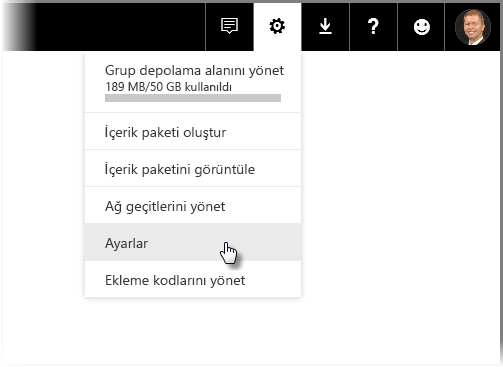 Grup depolama alanını yönet
189 MB/50 GB kullanıldı
İçerik paketi oluştur
İçerik paketini görüntüle
Ağ geçitlerini yönet
Ayarlar
Ekleme kodlarını yönet